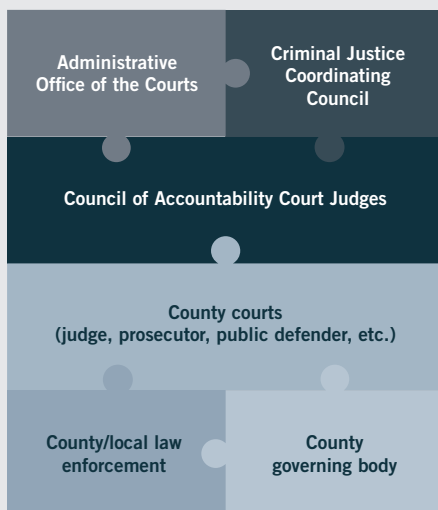 Administrative
Office of the Courts
Criminal Justice
Coordinating
Council
Council of Accountability Court Judges
County courts
(judge, prosecutor, public defender, etc.)
County/local law
enforcement
County
governing body